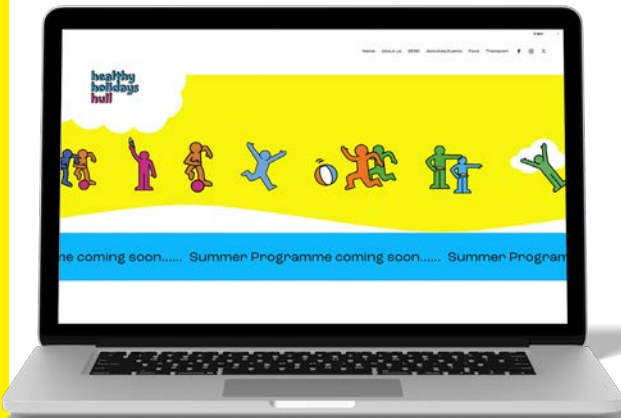 Home About us SEND Activities/Events Food Transport
healthy
holidays
hull
me coming soon...... Summer Programme coming soon...... Summer Program